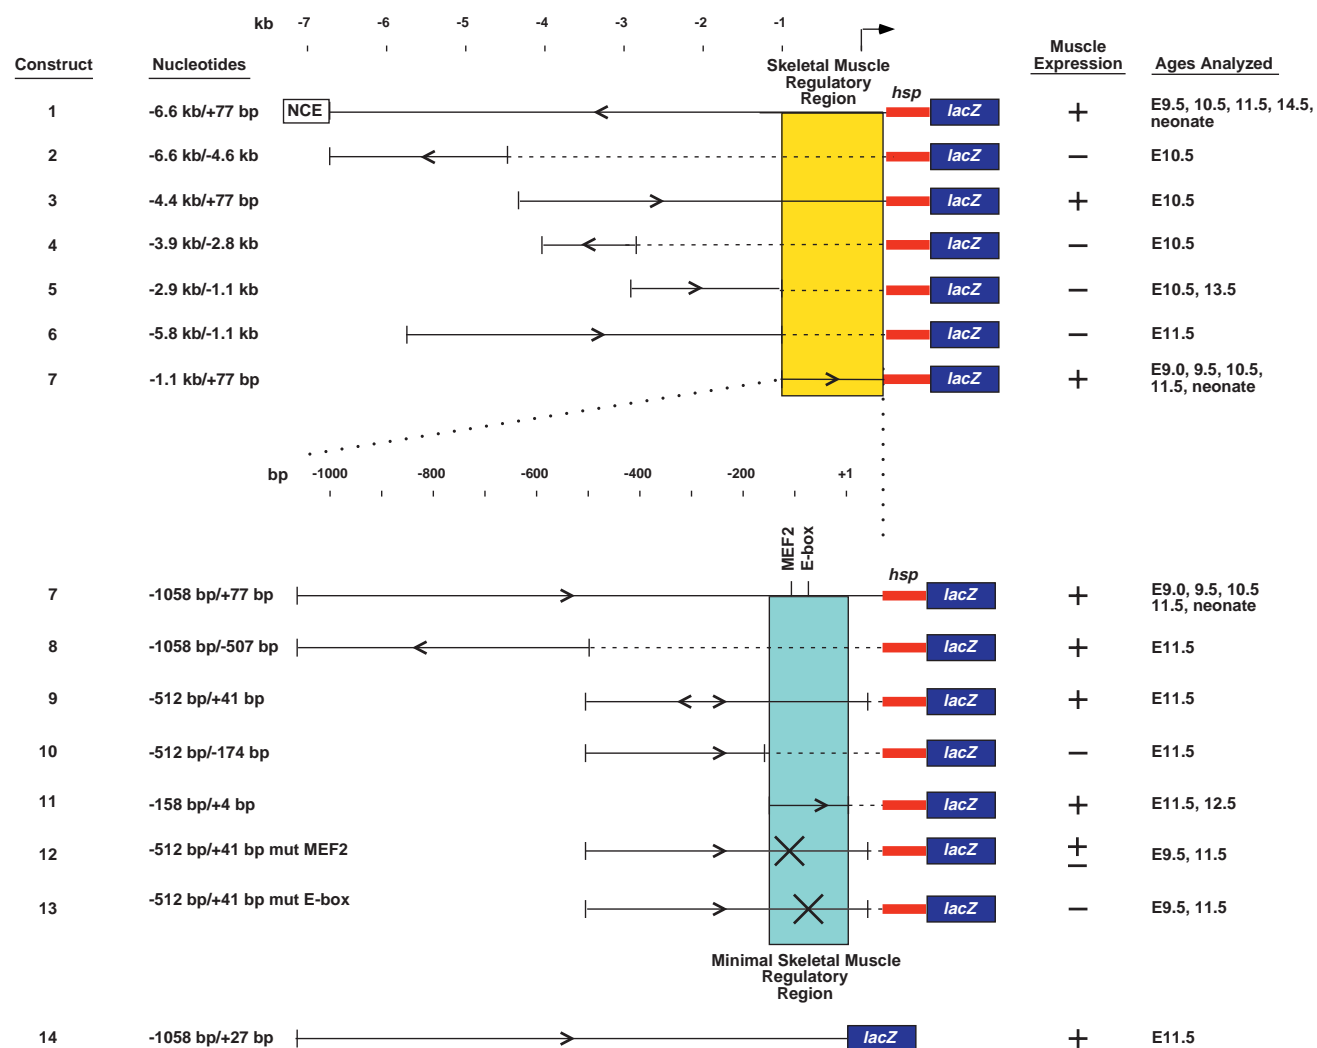 kb -7 -6 -5 -4 -3 -2 -1
Construct Nucleotides Skeletal Muscle Regulatory Region hsp Muscle Expression Ages Analyzed
1 -6.6 kb/+77 bp NCE lacZ + E9.5, 10.5, 11.5, 14.5, neonate
2 -6.6 kb/-4.6 kb lacZ − E10.5
3 -4.4 kb/+77 bp lacZ + E10.5
4 -3.9 kb/-2.8 kb lacZ − E10.5
5 -2.9 kb/-1.1 kb lacZ − E10.5, 13.5
6 -5.8 kb/-1.1 kb lacZ − E11.5
7 -1.1 kb/+77 bp lacZ + E9.0, 9.5, 10.5, 11.5, neonate
bp -1000 -800 -600 -400 -200 +1
MEF2 E-box hsp
7 -1058 bp/+77 bp lacZ + E9.0, 9.5, 10.5 11.5, neonate
8 -1058 bp/-507 bp lacZ + E11.5
9 -512 bp/+41 bp lacZ + E11.5
10 -512 bp/-174 bp lacZ − E11.5
11 -158 bp/+4 bp lacZ + E11.5, 12.5
12 -512 bp/+41 bp mut MEF2 lacZ ± E9.5, 11.5
13 -512 bp/+41 bp mut E-box lacZ − E9.5, 11.5
Minimal Skeletal Muscle
Regulatory
Region
14 -1058 bp/+27 bp lacZ + E11.5